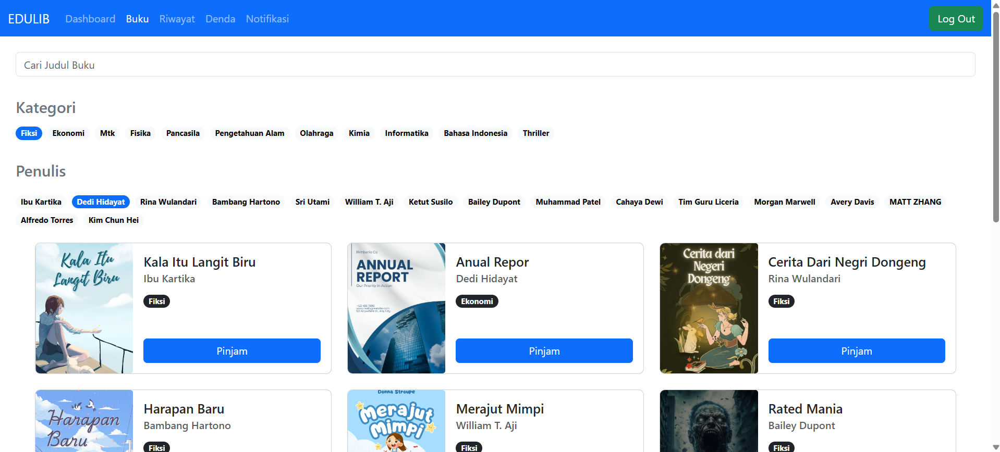 EDULIB Dashboard Buku Riwayat Denda Notifikasi Log Out
Cari Judul Buku
Kategori
Fiksi Ekonomi Mtk Fisika Pancasila Pengetahuan Alam Olahraga Kimia Informatika Bahasa Indonesia Thriller
Penulis
Ibu Kartika Dedi Hidayat Rina Wulandari Bambang Hartono Sri Utami William T. Aji Ketut Susilo Bailey Dupont Muhammad Patel Cahaya Dewi Tim Guru Liceria Morgan Marwell Avery Davis MATT ZHANG
Alfredo Torres Kim Chun Hei
Kala Itu
Langit Biru
Kala Itu Langit Biru
Ibu Kartika
Fiksi
Pinjam
Rimberio Co
ANNUAL
REPORT
Our Priority In Action
+123 456 7890
www.reallygreatsite.com
123 Anywhere st., Any City
Anual Repor
Dedi Hidayat
Ekonomi
Pinjam
Cerita dari
Negeri
Dongeng
Cerita Dari Negri Dongeng
Rina Wulandari
Fiksi
Pinjam
Harapan
Baru
Harapan Baru
Bambang Hartono
Fiksi
Donna Stroupe
Merajut
Mimpi
Merajut Mimpi
William T. Aji
Fiksi
Rated Mania
Bailey Dupont
Fiksi